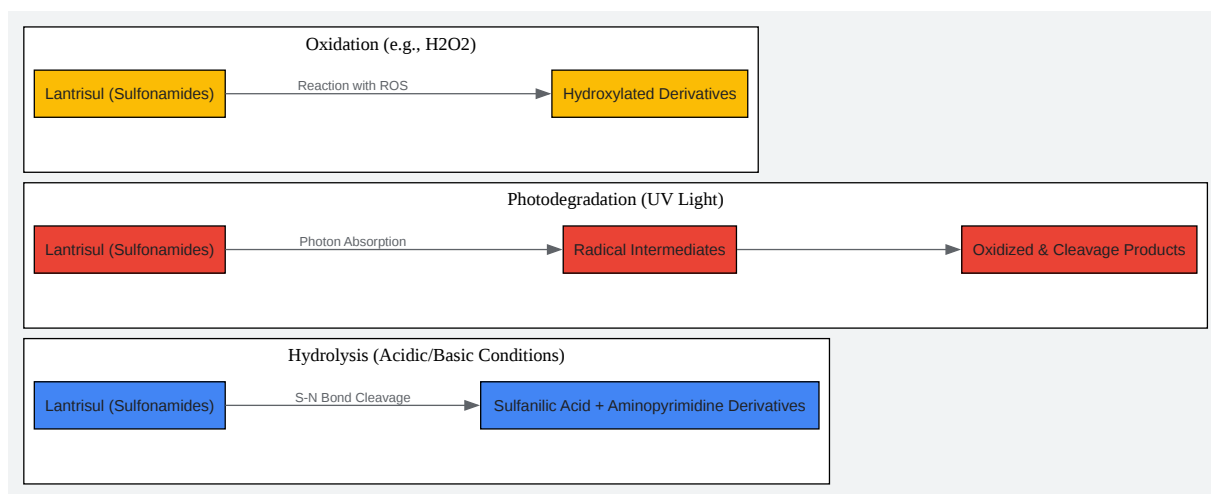 Oxidation (e.g., H2O2)
Lantrisul (Sulfonamides)
Reaction with ROS
Hydroxylated Derivatives
Photodegradation (UV Light)
Lantrisul (Sulfonamides)
Photon Absorption
Radical Intermediates
Oxidized & Cleavage Products
Hydrolysis (Acidic/Basic Conditions)
Lantrisul (Sulfonamides)
S-N Bond Cleavage
Sulfanilic Acid + Aminopyrimidine Derivatives